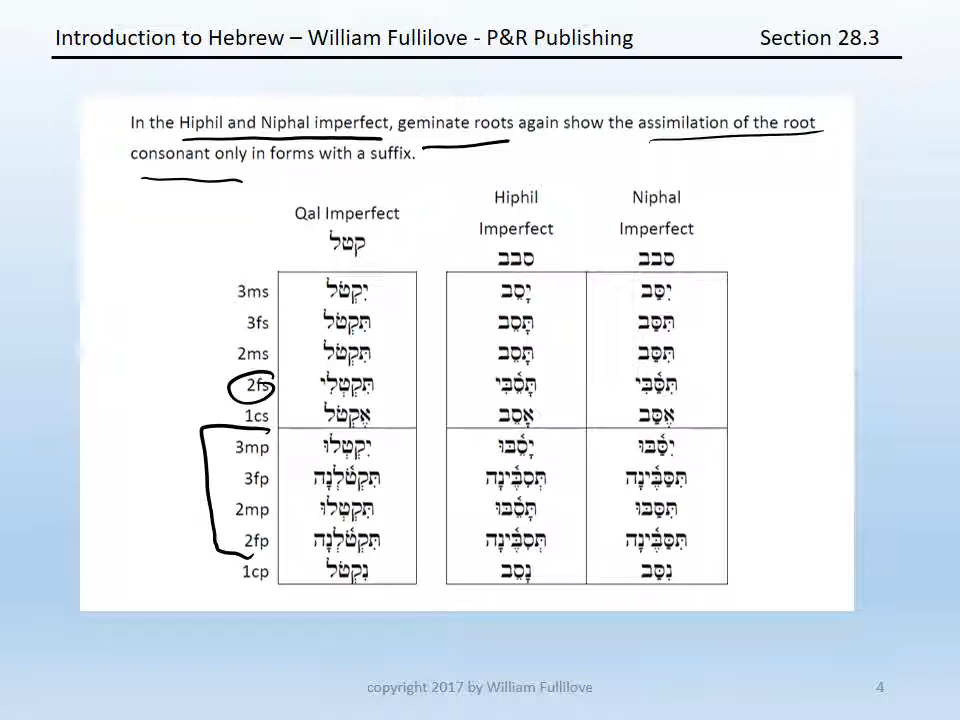 Introduction to Hebrew – William Fullilove - P&R Publishing Section 28.3
In the Hiphil and Niphal imperfect, geminate roots again show the assimilation of the root
consonant only in forms with a suffix.
Qal Imperfect Hiphil Imperfect Niphal Imperfect
קטל סבב סבב
3ms יִקְטֹל יָסֵב יִסַּב
3fs תִּקְטֹל תָּסֵב תִּסַּב
2ms תִּקְטֹל תָּסֵב תִּסַּב
2fs תִּקְטְלִי תָּסֵ֫בִּי תִּסַּ֫בִּי
1cs אֶקְטֹל אָסֵב אֶסַּב
3mp יִקְטְלוּ יָסֵ֫בּוּ יִסַּ֫בּוּ
3fp תִּקְטֹ֫לְנָה תְּסִבֶּ֫ינָה תִּסַּבֶּ֫ינָה
2mp תִּקְטְלוּ תָּסֵ֫בּוּ תִּסַּבּוּ
2fp תִּקְטֹ֫לְנָה תְּסִבֶּ֫ינָה תִּסַּבֶּ֫ינָה
1cp נִקְטֹל נָסֵב נִסַּב
copyright 2017 by William Fullilove 4